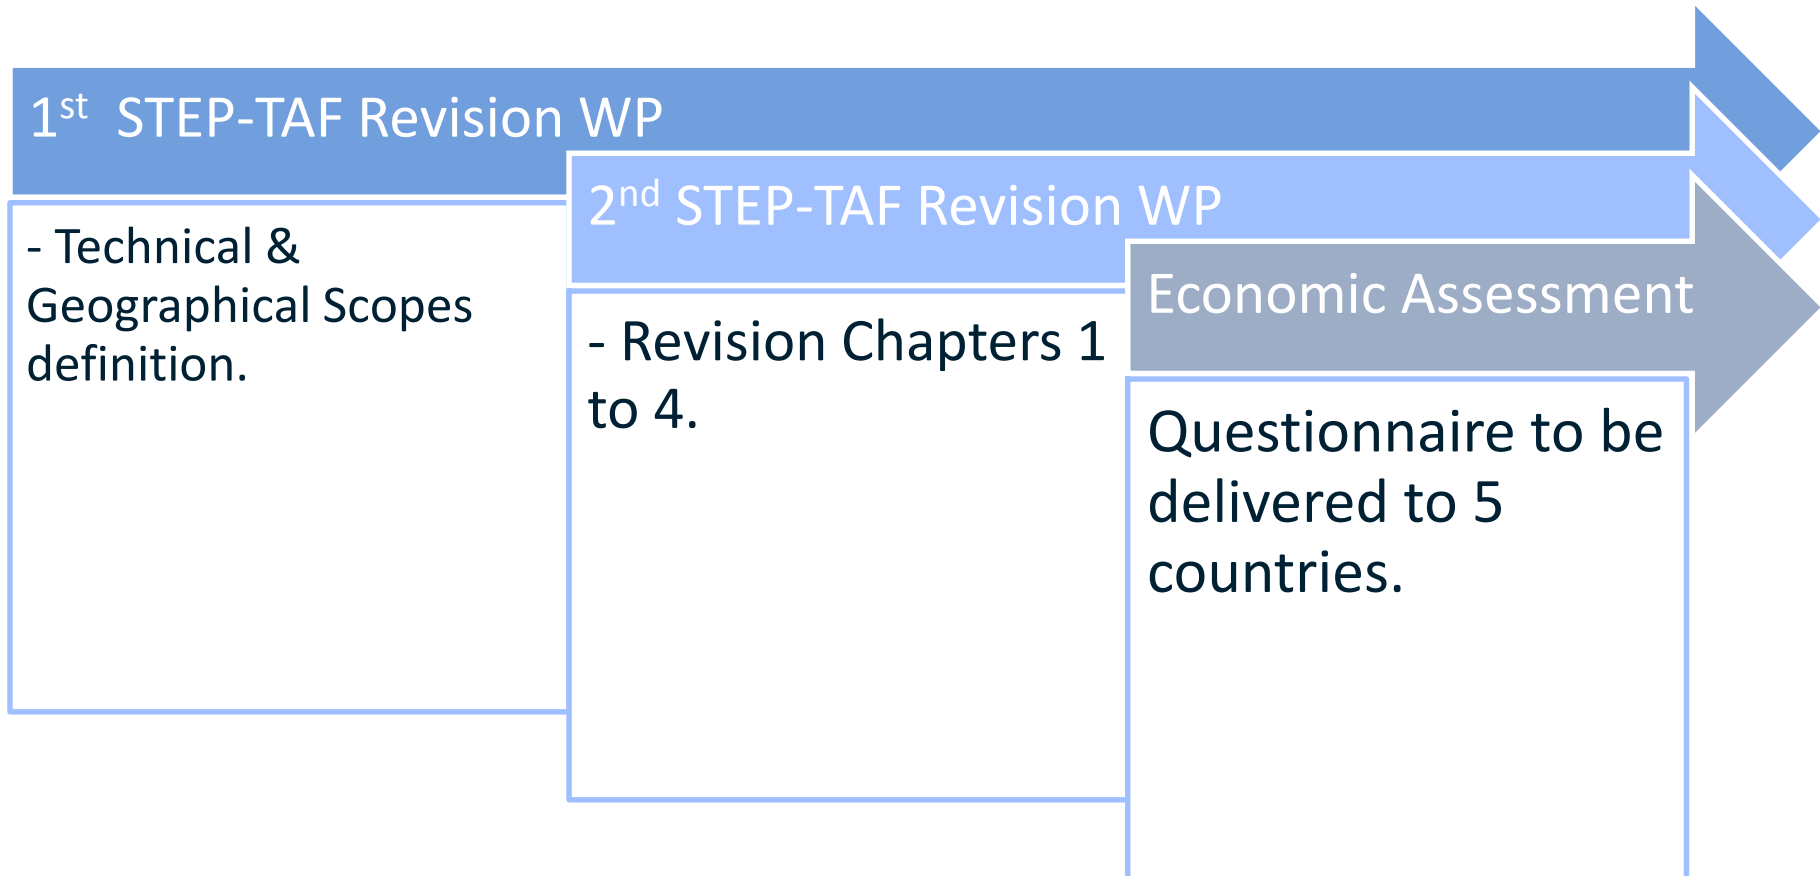 1st STEP-TAF Revision WP
- Technical &
Geographical Scopes
definition.
2nd STEP-TAF Revision WP
- Revision Chapters 1
to 4.
Economic Assessment
Questionnaire to be
delivered to 5
countries.